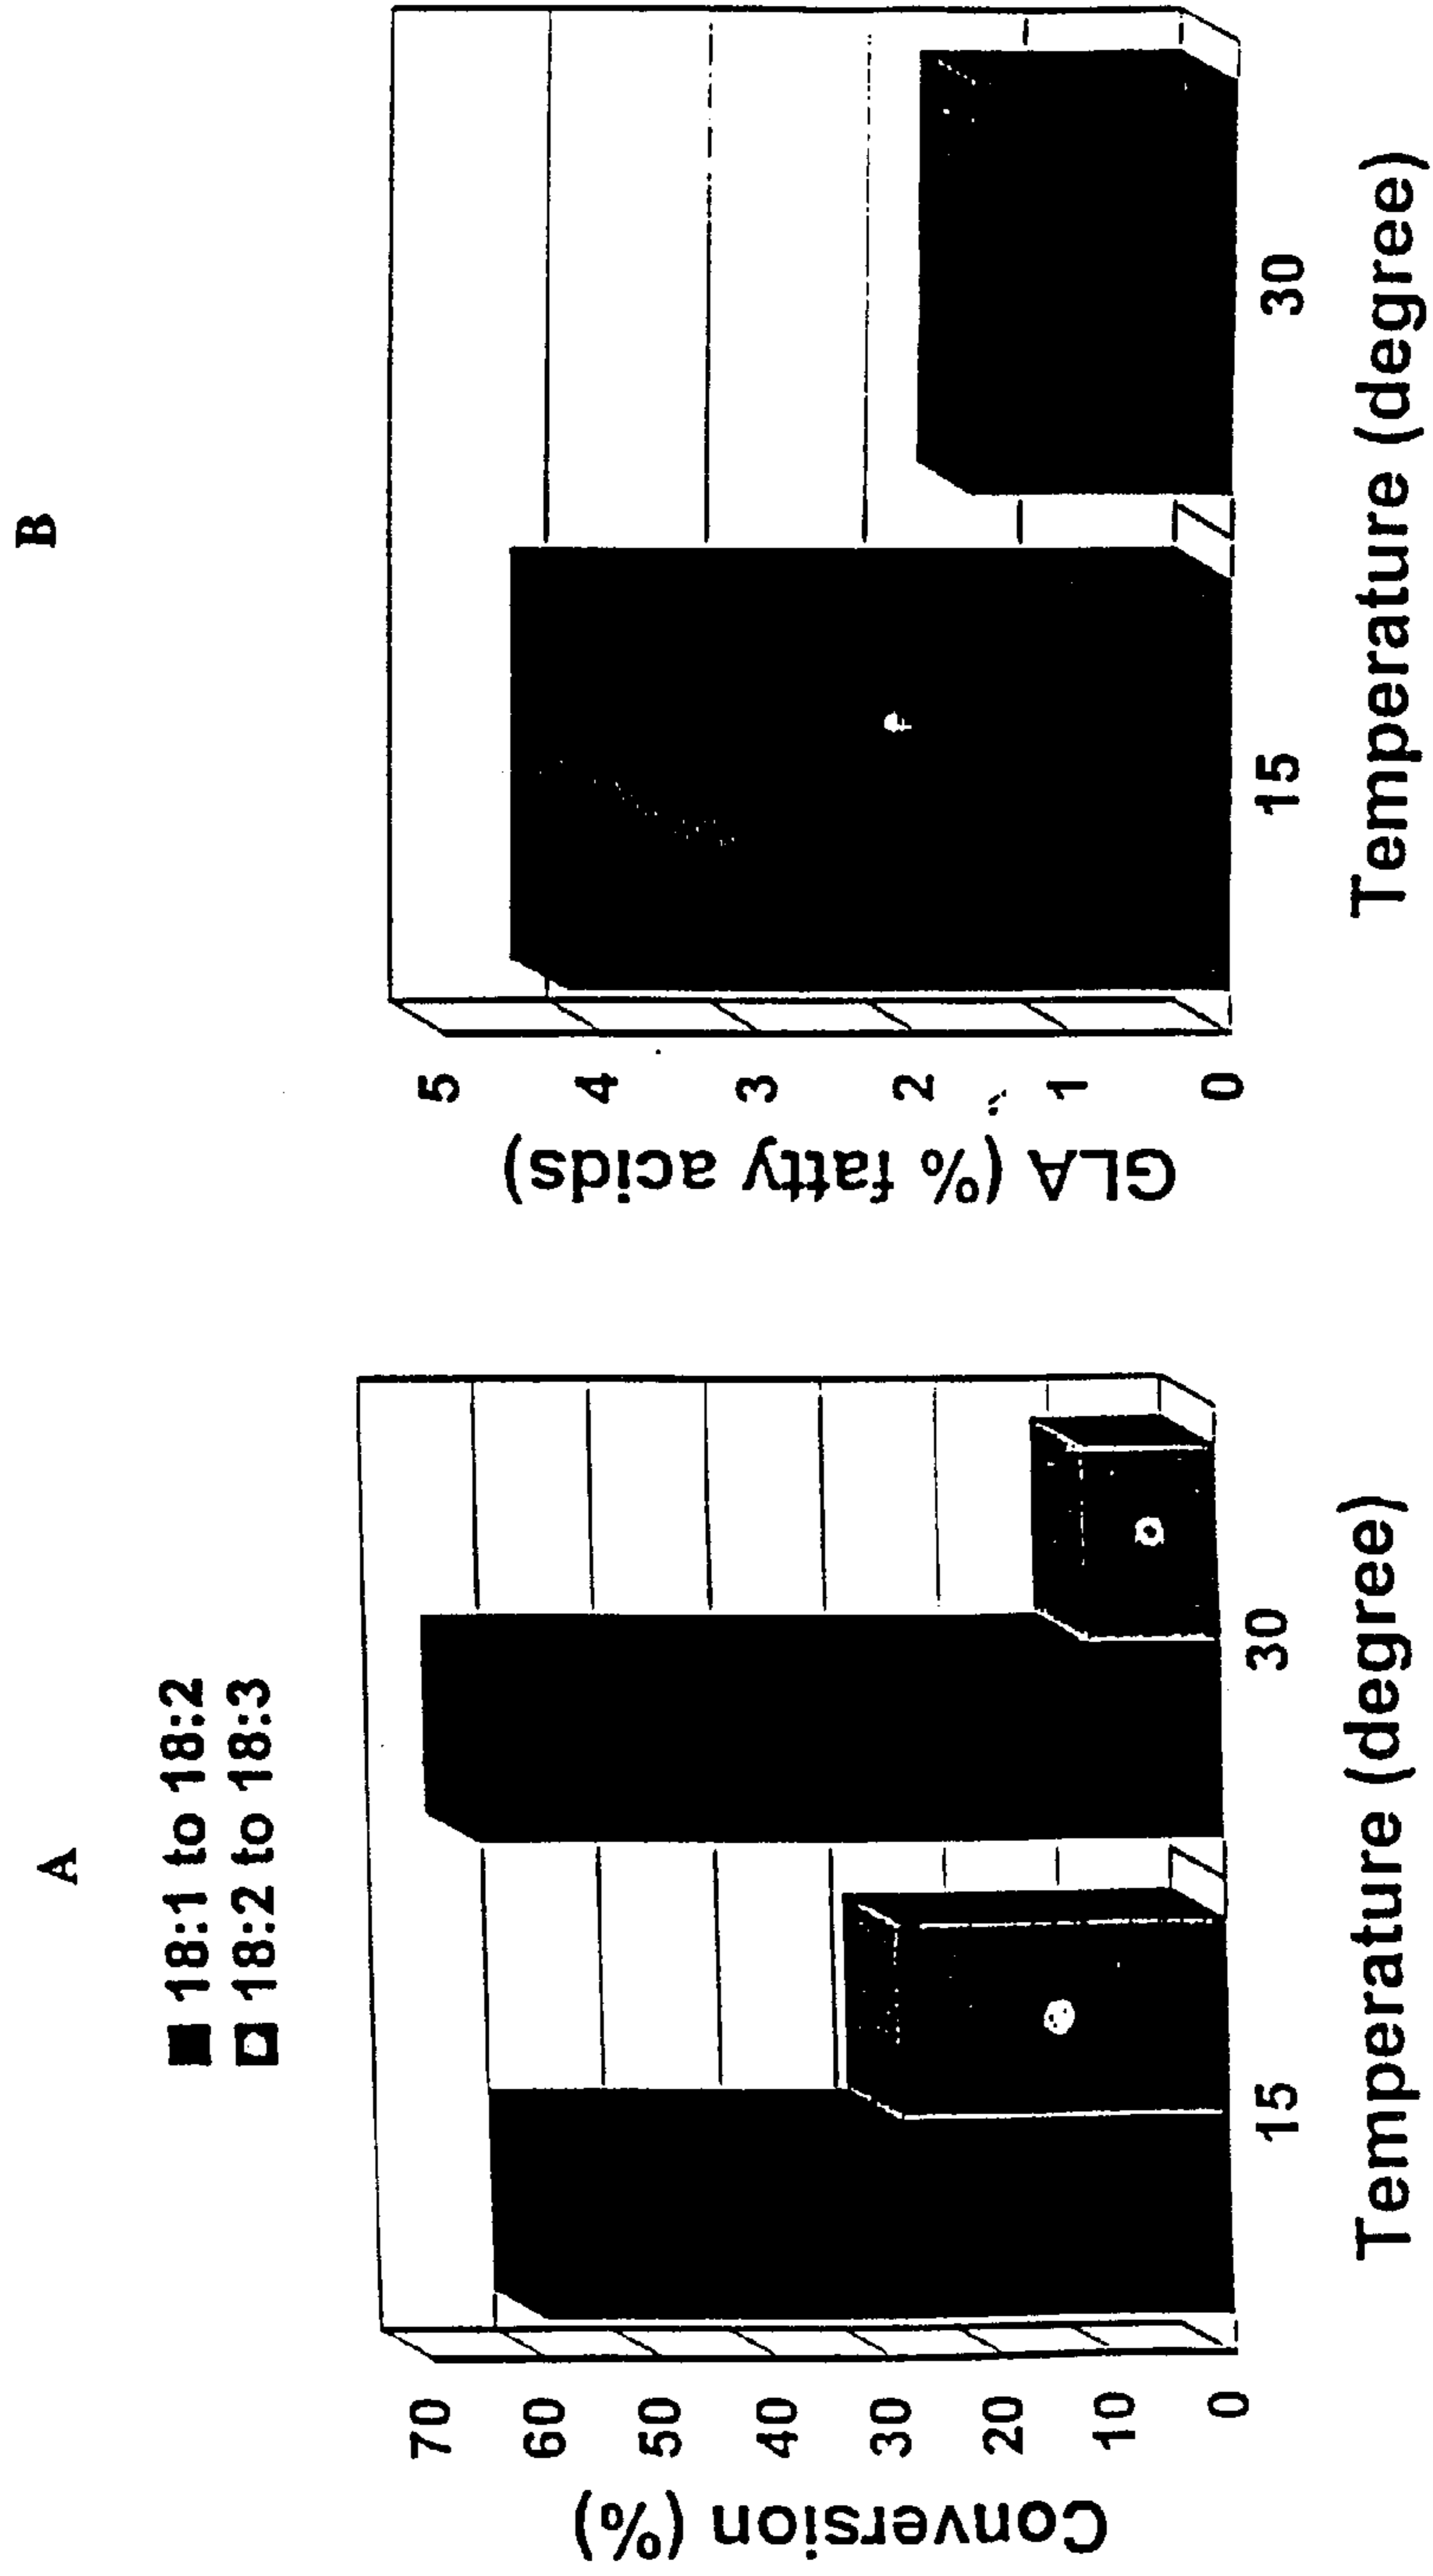 A
■ 18:1 to 18:2
18:2 to 18:3
Conversion (%)
70
60
50
40
30
20
10
0
15
30
Temperature (degree)
B
GLA (% fatty acids)
5
4
3
2
1
0
15
30
Temperature (degree)